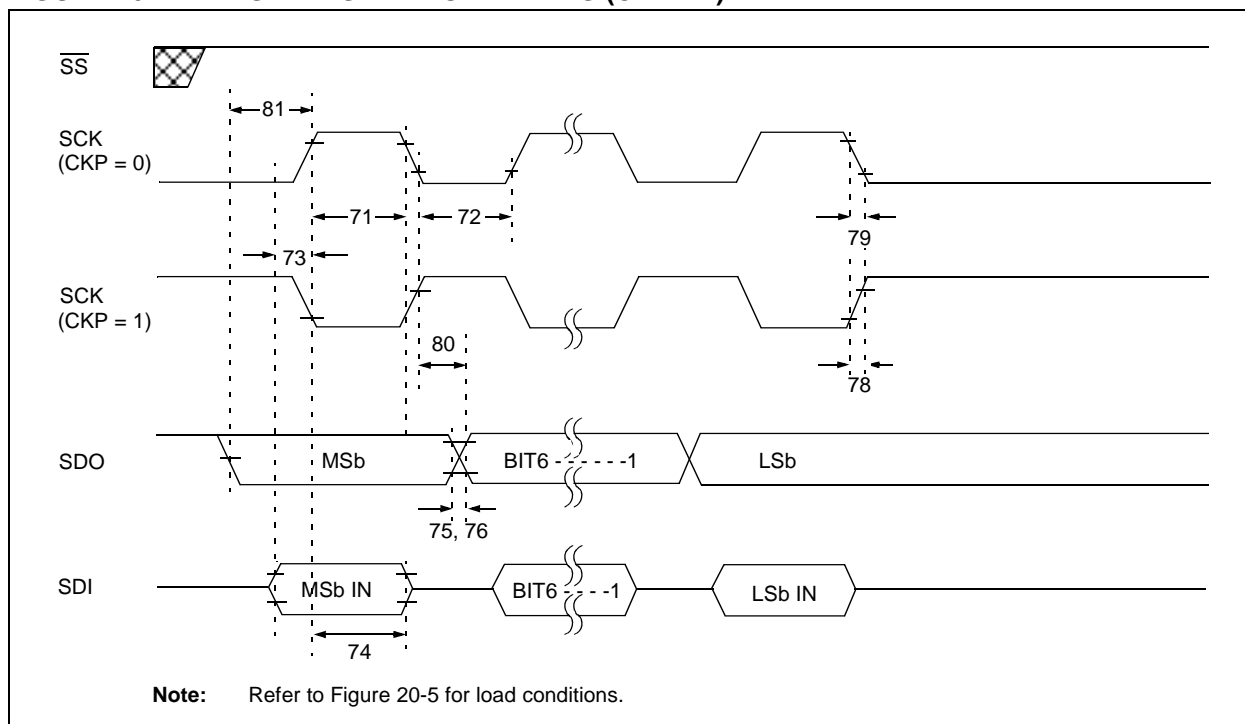 SS
81
SCK
(CKP = 0)
71
72
79
73
SCK
(CKP = 1)
80
78
SDO
MSb
BIT6 - - - - - -1
LSb
75, 76
SDI
MSb IN
BIT6 - - - -1
LSb IN
74
Note: Refer to Figure 20-5 for load conditions.